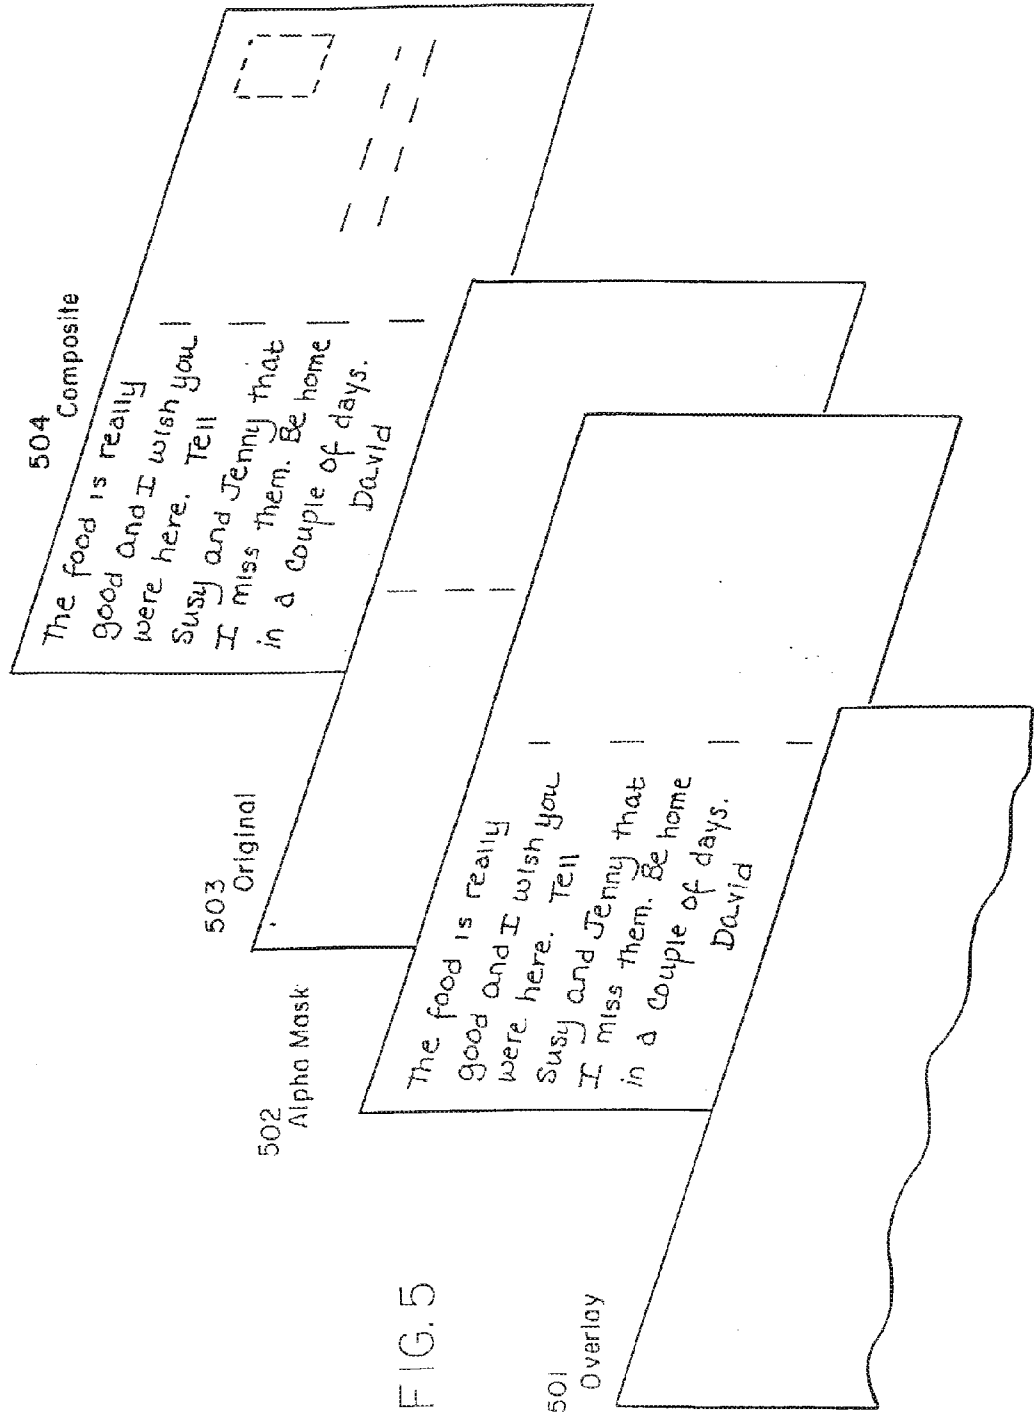 FIG. 5
501
Overlay
502
Alpha Mask
503
Original
504
Composite
The food is really
good and I wish you
were here. Tell
Susy and Jenny that
I miss them. Be home
in a couple of days.
David
The food is really
good and I wish you
were here. Tell
Susy and Jenny that
I miss them. Be home
in a couple of days.
David